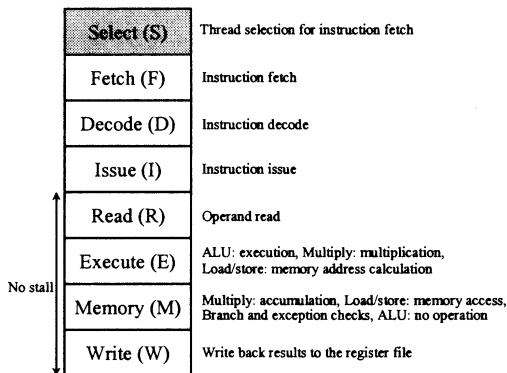 Select (S)
Thread selection for instruction fetch
Fetch (F)
Instruction fetch
Decode (D)
Instruction decode
Issue (I)
Instruction issue
Read (R)
Operand read
Execute (E)
ALU: execution, Multiply: multiplication,
Load/store: memory address calculation
No stall
Memory (M)
Multiply: accumulation, Load/store: memory access,
Branch and exception checks, ALU: no operation
Write (W)
Write back results to the register file